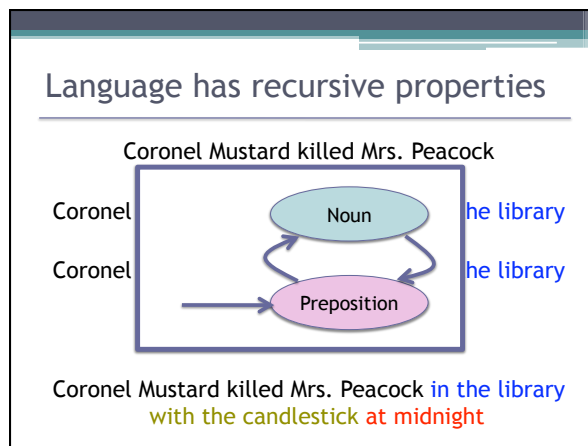 Language has recursive properties
Coronel Mustard killed Mrs. Peacock
Coronel he library
Noun
Coronel he library
Preposition
Coronel Mustard killed Mrs. Peacock in the library
with the candlestick at midnight